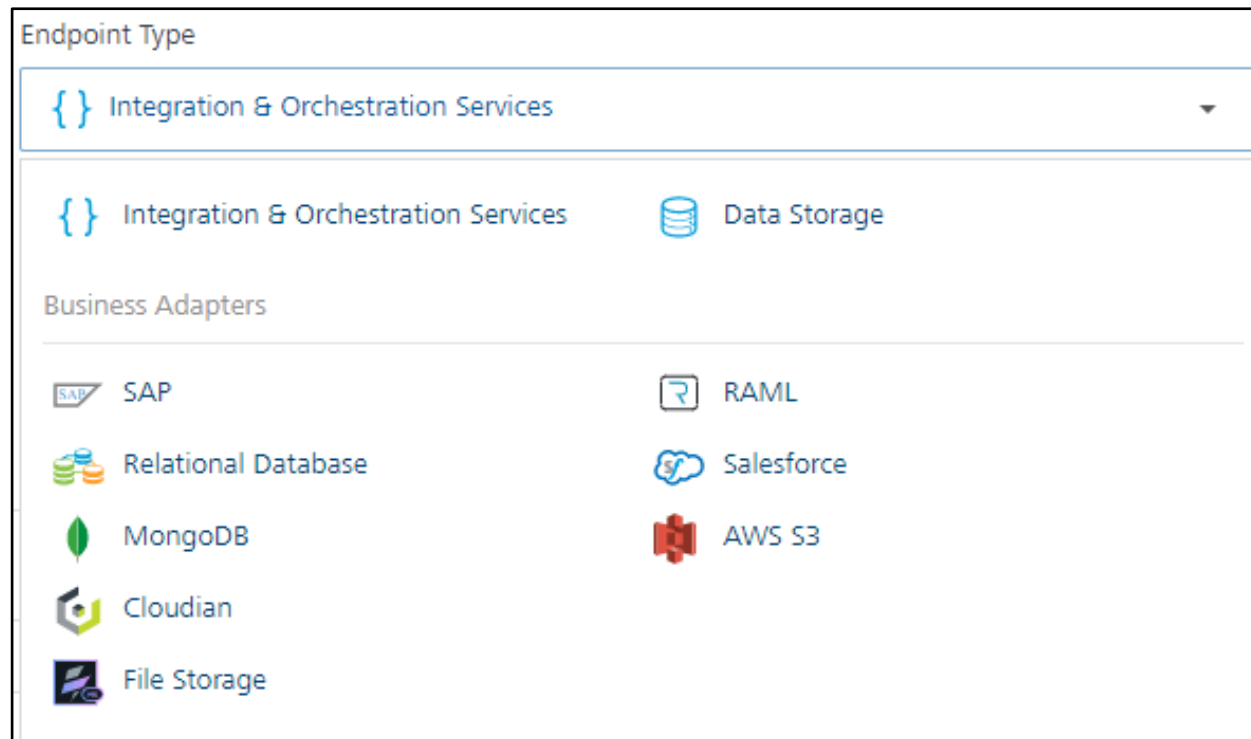 Endpoint Type
{ } Integration & Orchestration Services
{ } Integration & Orchestration Services
Data Storage
Business Adapters
SAP SAP
RAML
Relational Database
Salesforce
MongoDB
AWS S3
Cloudian
File Storage